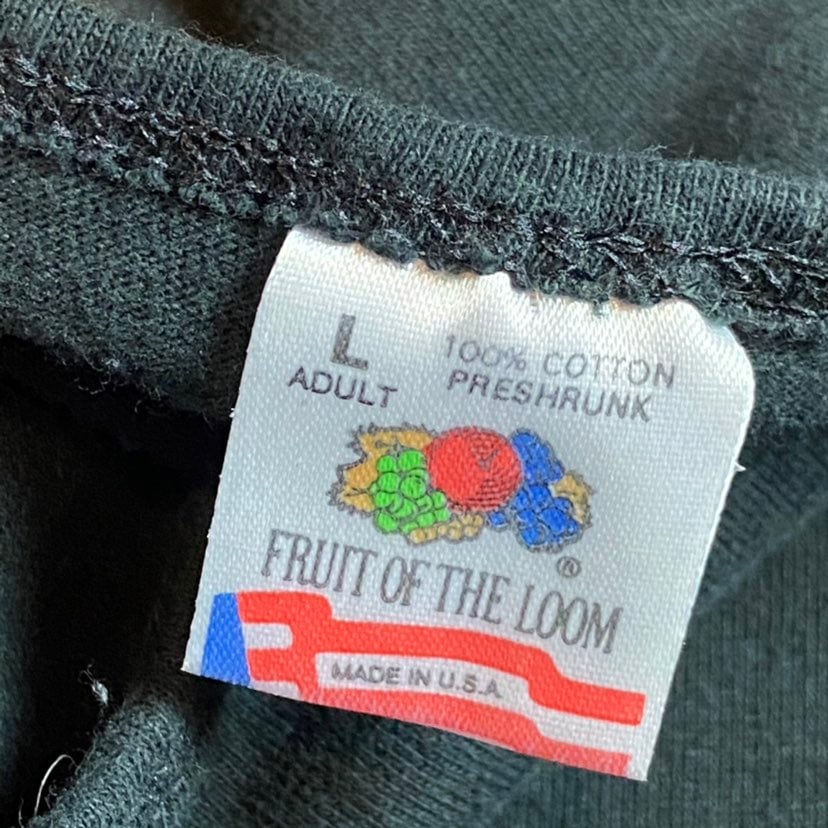 L
ADULT
100% COTTON
PRESHRUNK
®
FRUIT OF THE LOOM
MADE IN U.S.A.